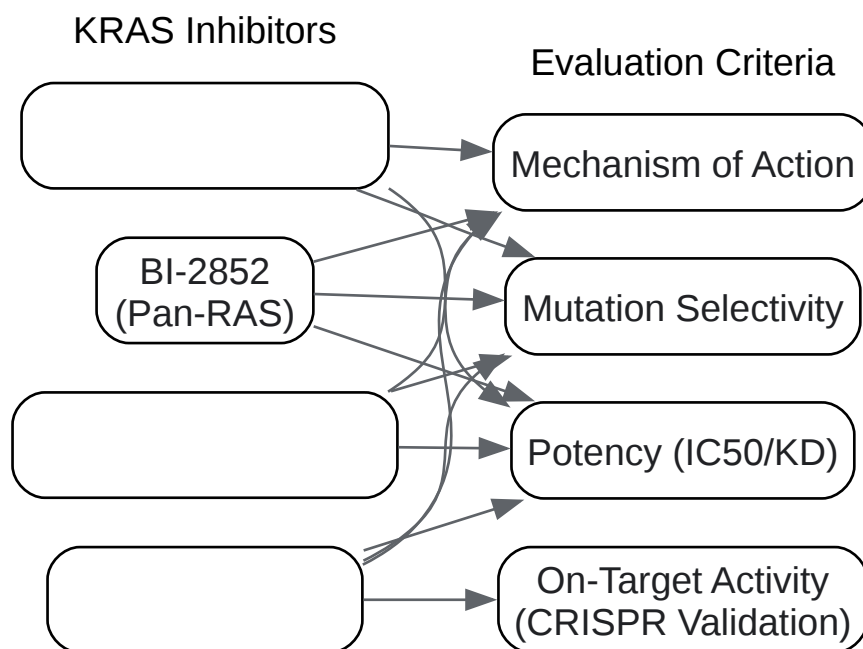 KRAS Inhibitors
Evaluation Criteria
Mechanism of Action
BI-2852
(Pan-RAS)
Mutation Selectivity
Potency (IC50/KD)
On-Target Activity
(CRISPR Validation)